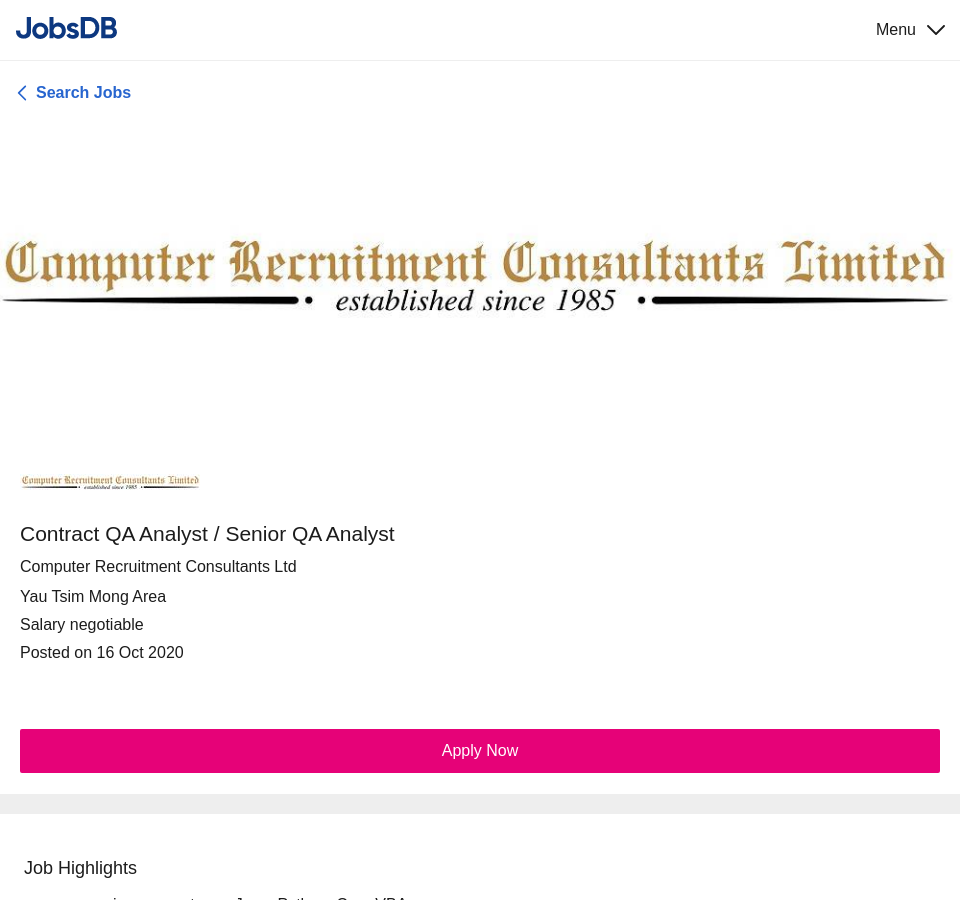 JobsDB
Menu
Search Jobs
Computer Recruitment Consultants Limited
established since 1985
Computer Recruitment Consultants Limited
established since 1985
Contract QA Analyst / Senior QA Analyst
Computer Recruitment Consultants Ltd
Yau Tsim Mong Area
Salary negotiable
Posted on 16 Oct 2020
Apply Now
Job Highlights